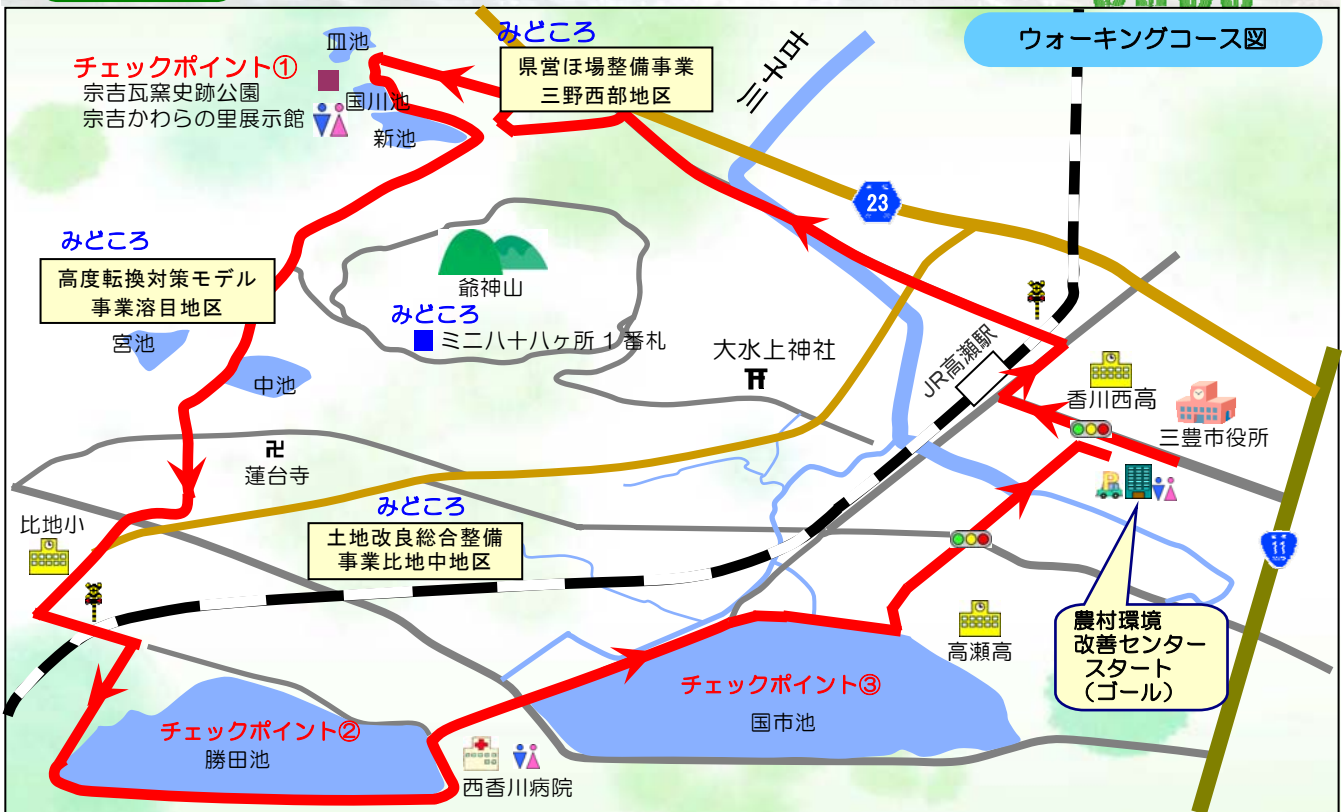 ウォーキングコース図
皿池
チェックポイント①
宗吉瓦窯史跡公園
宗吉かわらの里展示館
国川池
新池
みどころ
県営ほ場整備事業
三野西部地区
古子川
23
みどころ
高度転換対策モデル
事業溶目地区
宮池
中池
爺神山
みどころ
ミニ八十八ヶ所１番札
大水上神社
JR高瀬駅
香川西高
三豊市役所
卍
蓮台寺
みどころ
土地改良総合整備
事業比地中地区
比地小
P
11
農村環境
改善センター
スタート
（ゴール）
高瀬高
チェックポイント③
国市池
チェックポイント②
勝田池
西香川病院